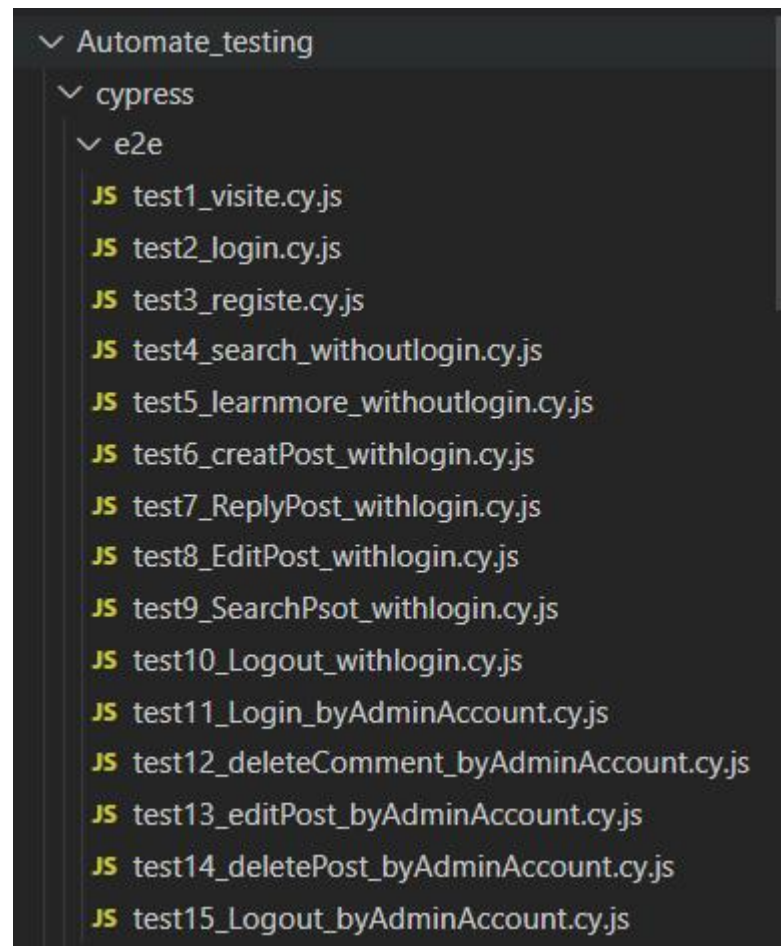 Automate_testing
cypress
e2e
JS test1_visite.cy.js
JS test2_login.cy.js
JS test3_registe.cy.js
JS test4_search_withoutlogin.cy.js
JS test5_learnmore_withoutlogin.cy.js
JS test6_creatPost_withlogin.cy.js
JS test7_ReplyPost_withlogin.cy.js
JS test8_EditPost_withlogin.cy.js
JS test9_SearchPsot_withlogin.cy.js
JS test10_Logout_withlogin.cy.js
JS test11_Login_byAdminAccount.cy.js
JS test12_deleteComment_byAdminAccount.cy.js
JS test13_editPost_byAdminAccount.cy.js
JS test14_deletePost_byAdminAccount.cy.js
JS test15_Logout_byAdminAccount.cy.js